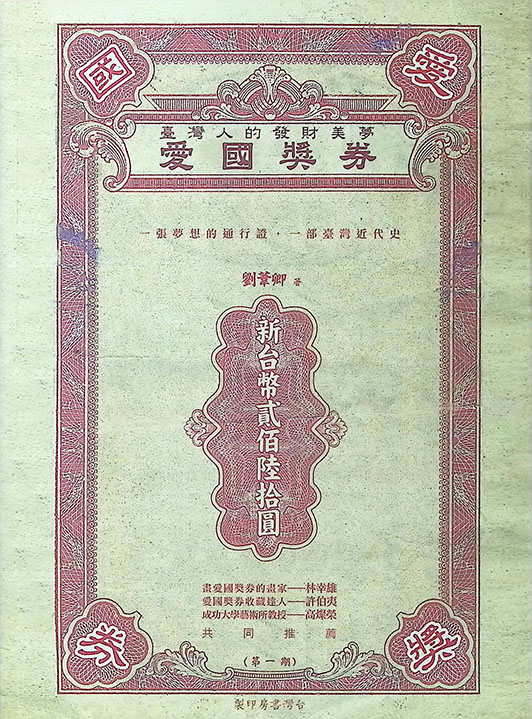 愛國
臺灣人的發財美夢
愛國獎券
一張夢想的通行證・一部臺灣近代史
劉葦卿 著
新台幣貳佰陸拾圓
畫愛國獎券的畫家——林幸雄
愛國獎券收藏達人——許伯夷
成功大學藝術所教授——高燦榮
共同推薦
獎券
(第一期)
台灣書房印製